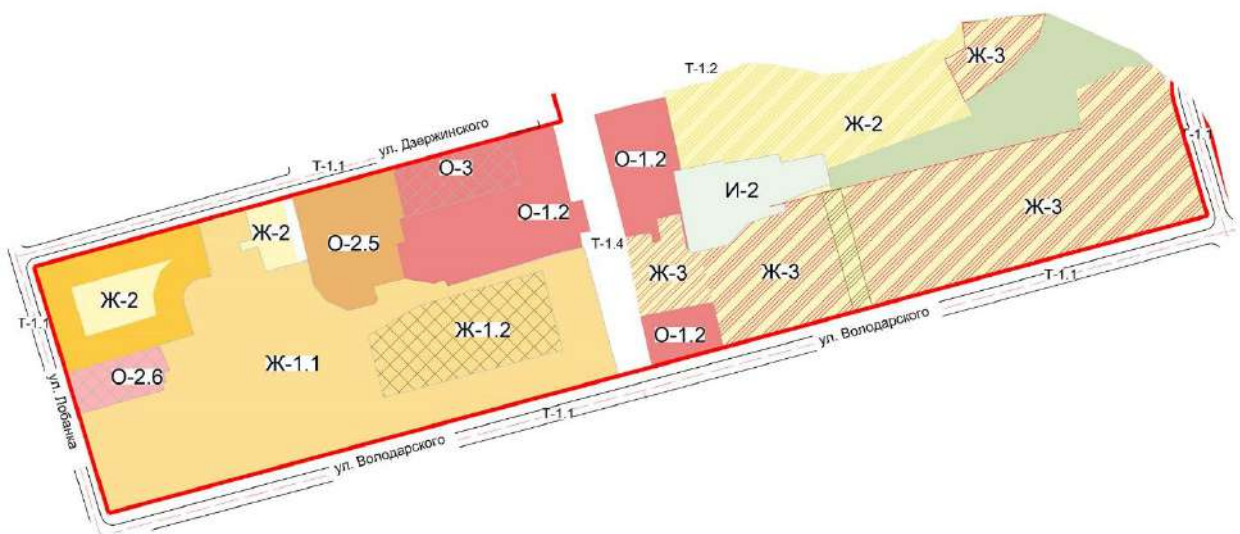 Ж-3
Т-1.2
Ж-2
ул. Дзержинского
Т-1.1
О-3
О-1.2
И-2
О-1.2
Ж-3
Ж-2
О-2.5
Т-1.4
Ж-3
Ж-3
Т-1.1
Ж-2
Т-1.1
Ж-1.2
О-1.2
ул. Володарского
Ж-1.1
О-2.6
ул. Лобанка
Т-1.1
ул. Володарского